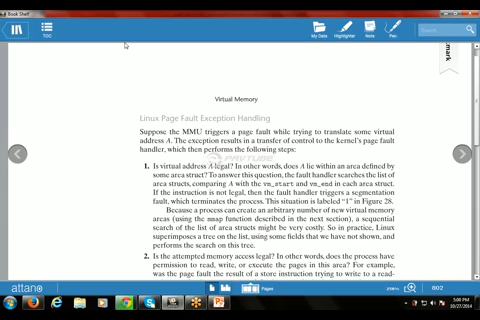 Book Shelf
TOC
My Data
Highlighter
Note
Pen
Search...
mark
Virtual Memory
Linux Page Fault Exception Handling
Suppose the MMU triggers a page fault while trying to translate some virtual
address A. The exception results in a transfer of control to the kernel's page fault
handler, which then performs the following steps:
1. Is virtual address A legal? In other words, does A lie within an area defined by
some area struct? To answer this question, the fault handler searches the list of
area structs, comparing A with the vm_start and vm_end in each area struct.
If the instruction is not legal, then the fault handler triggers a segmentation
fault, which terminates the process. This situation is labeled "1" in Figure 28.
Because a process can create an arbitrary number of new virtual memory
areas (using the mmap function described in the next section), a sequential
search of the list of area structs might be very costly. So in practice, Linux
superimposes a tree on the list, using some fields that we have not shown, and
performs the search on this tree.
2. Is the attempted memory access legal? In other words, does the process have
permission to read, write, or execute the pages in this area? For example,
was the page fault the result of a store instruction trying to write to a read-
PAVTUBE
attano
Pages
602
5:00 PM
10/27/2014